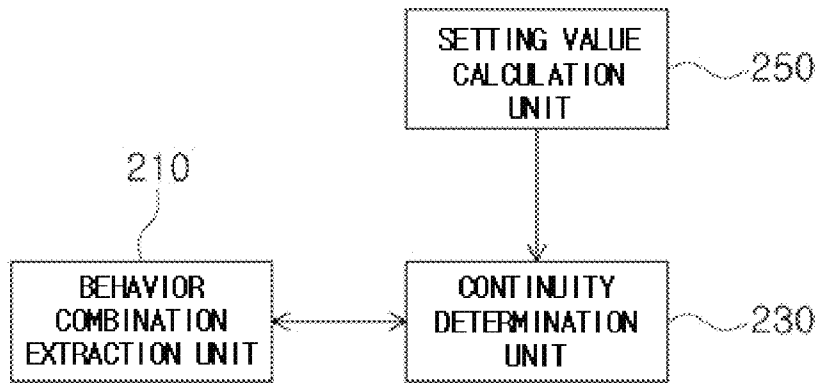 SETTING VALUE
CALCULATION
UNIT
250
210
BEHAVIOR
COMBINATION
EXTRACTION UNIT
CONTINUITY
DETERMINATION
UNIT
230